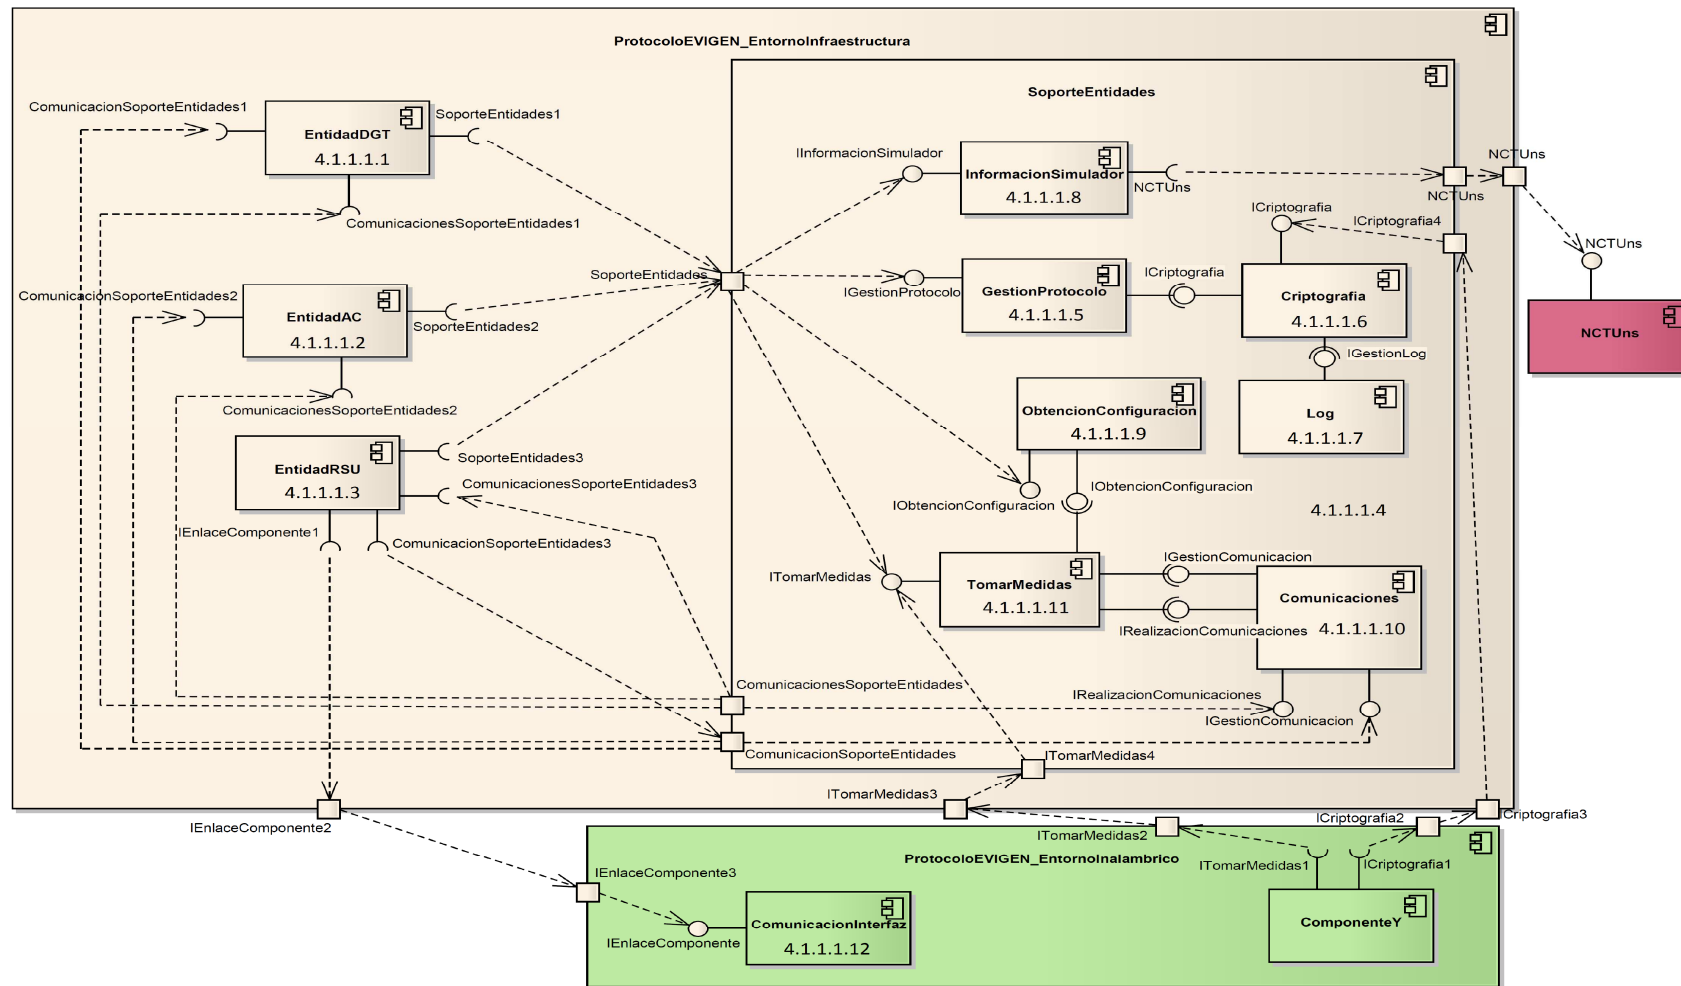 ProtocoloEVIGEN_EntornoInfraestructura
SoporteEntidades
ComunicacionSoporteEntidades1
EntidadDGT
4.1.1.1.1
SoporteEntidades1
ComunicacionesSoporteEntidades1
IInformacionSimulador
InformacionSimulador
4.1.1.1.8
NCTUns
NCTUns
NCTUns
NCTUns
NCTUns
ICriptografia
ICriptografia4
SoporteEntidades
IGestionProtocolo
GestionProtocolo
4.1.1.1.5
ICriptografia
Criptografia
4.1.1.1.6
IGestionLog
Log
4.1.1.1.7
ComunicacionSoporteEntidades2
EntidadAC
4.1.1.1.2
SoporteEntidades2
ComunicacionesSoporteEntidades2
ObtencionConfiguracion
4.1.1.1.9
IObtencionConfiguracion
IObtencionConfiguracion
4.1.1.1.4
EntidadRSU
4.1.1.1.3
SoporteEntidades3
ComunicacionesSoporteEntidades3
IEnlaceComponente1
ComunicacionSoporteEntidades3
ITomarMedidas
TomarMedidas
4.1.1.1.11
IGestionComunicacion
IRealizacionComunicaciones
Comunicaciones
4.1.1.1.10
ComunicacionesSoporteEntidades
IRealizacionComunicaciones
IGestionComunicacion
ComunicacionSoporteEntidades
ITomarMedidas4
ITomarMedidas3
IEnlaceComponente2
ITomarMedidas2
ICriptografia2
ICriptografia3
ProtocoloEVIGEN_EntornoInalambrico
ITomarMedidas1
ICriptografia1
IEnlaceComponente3
IEnlaceComponente
ComunicacionInterfaz
4.1.1.1.12
ComponenteY